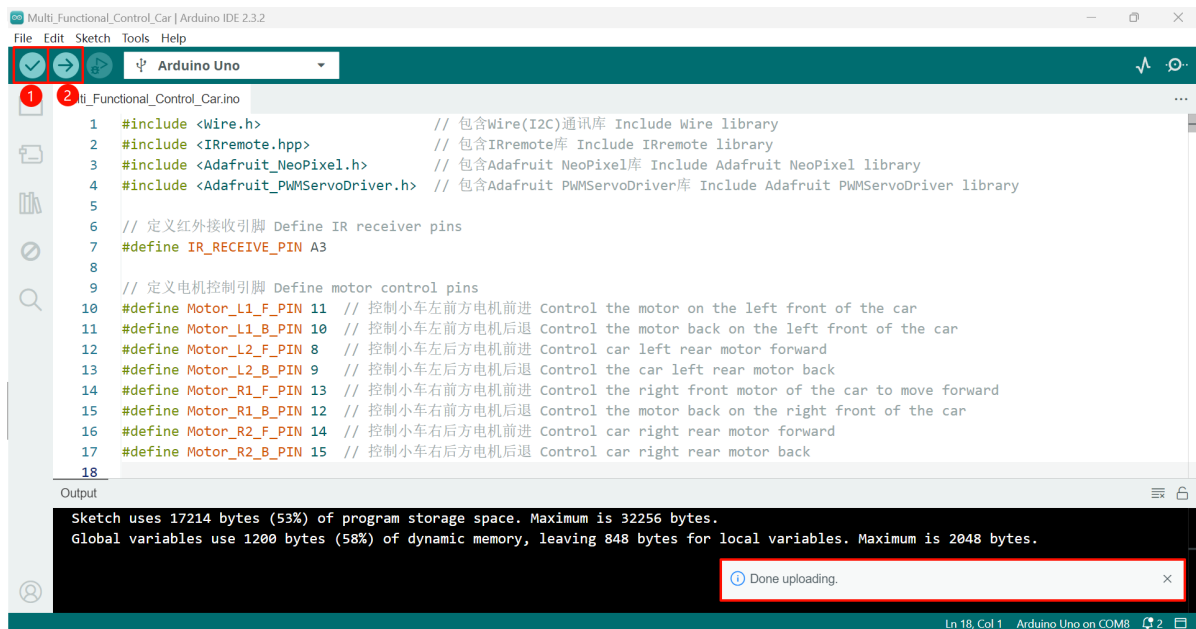 Multi_Functional_Control_Car | Arduino IDE 2.3.2
File Edit Sketch Tools Help
Arduino Uno
1 2
ti_Functional_Control_Car.ino
1 #include <Wire.h> // 包含Wire(I2C)通讯库 Include Wire library
2 #include <IRremote.hpp> // 包含IRremote库 Include IRremote library
3 #include <Adafruit_NeoPixel.h> // 包含Adafruit NeoPixel库 Include Adafruit NeoPixel library
4 #include <Adafruit_PWMServoDriver.h> // 包含Adafruit PWMServoDriver库 Include Adafruit PWMServoDriver library
5
6 // 定义红外接收引脚 Define IR receiver pins
7 #define IR_RECEIVE_PIN A3
8
9 // 定义电机控制引脚 Define motor control pins
10 #define Motor_L1_F_PIN 11 // 控制小车左前方电机前进 Control the motor on the left front of the car
11 #define Motor_L1_B_PIN 10 // 控制小车左前方电机后退 Control the motor back on the left front of the car
12 #define Motor_L2_F_PIN 8 // 控制小车左后方电机前进 Control car left rear motor forward
13 #define Motor_L2_B_PIN 9 // 控制小车左后方电机后退 Control the car left rear motor back
14 #define Motor_R1_F_PIN 13 // 控制小车右前方电机前进 Control the right front motor of the car to move forward
15 #define Motor_R1_B_PIN 12 // 控制小车右前方电机后退 Control the motor back on the right front of the car
16 #define Motor_R2_F_PIN 14 // 控制小车右后方电机前进 Control car right rear motor forward
17 #define Motor_R2_B_PIN 15 // 控制小车右后方电机后退 Control car right rear motor back
18
Output
Sketch uses 17214 bytes (53%) of program storage space. Maximum is 32256 bytes.
Global variables use 1200 bytes (58%) of dynamic memory, leaving 848 bytes for local variables. Maximum is 2048 bytes.
Done uploading.
Ln 18, Col 1 Arduino Uno on COM8 2